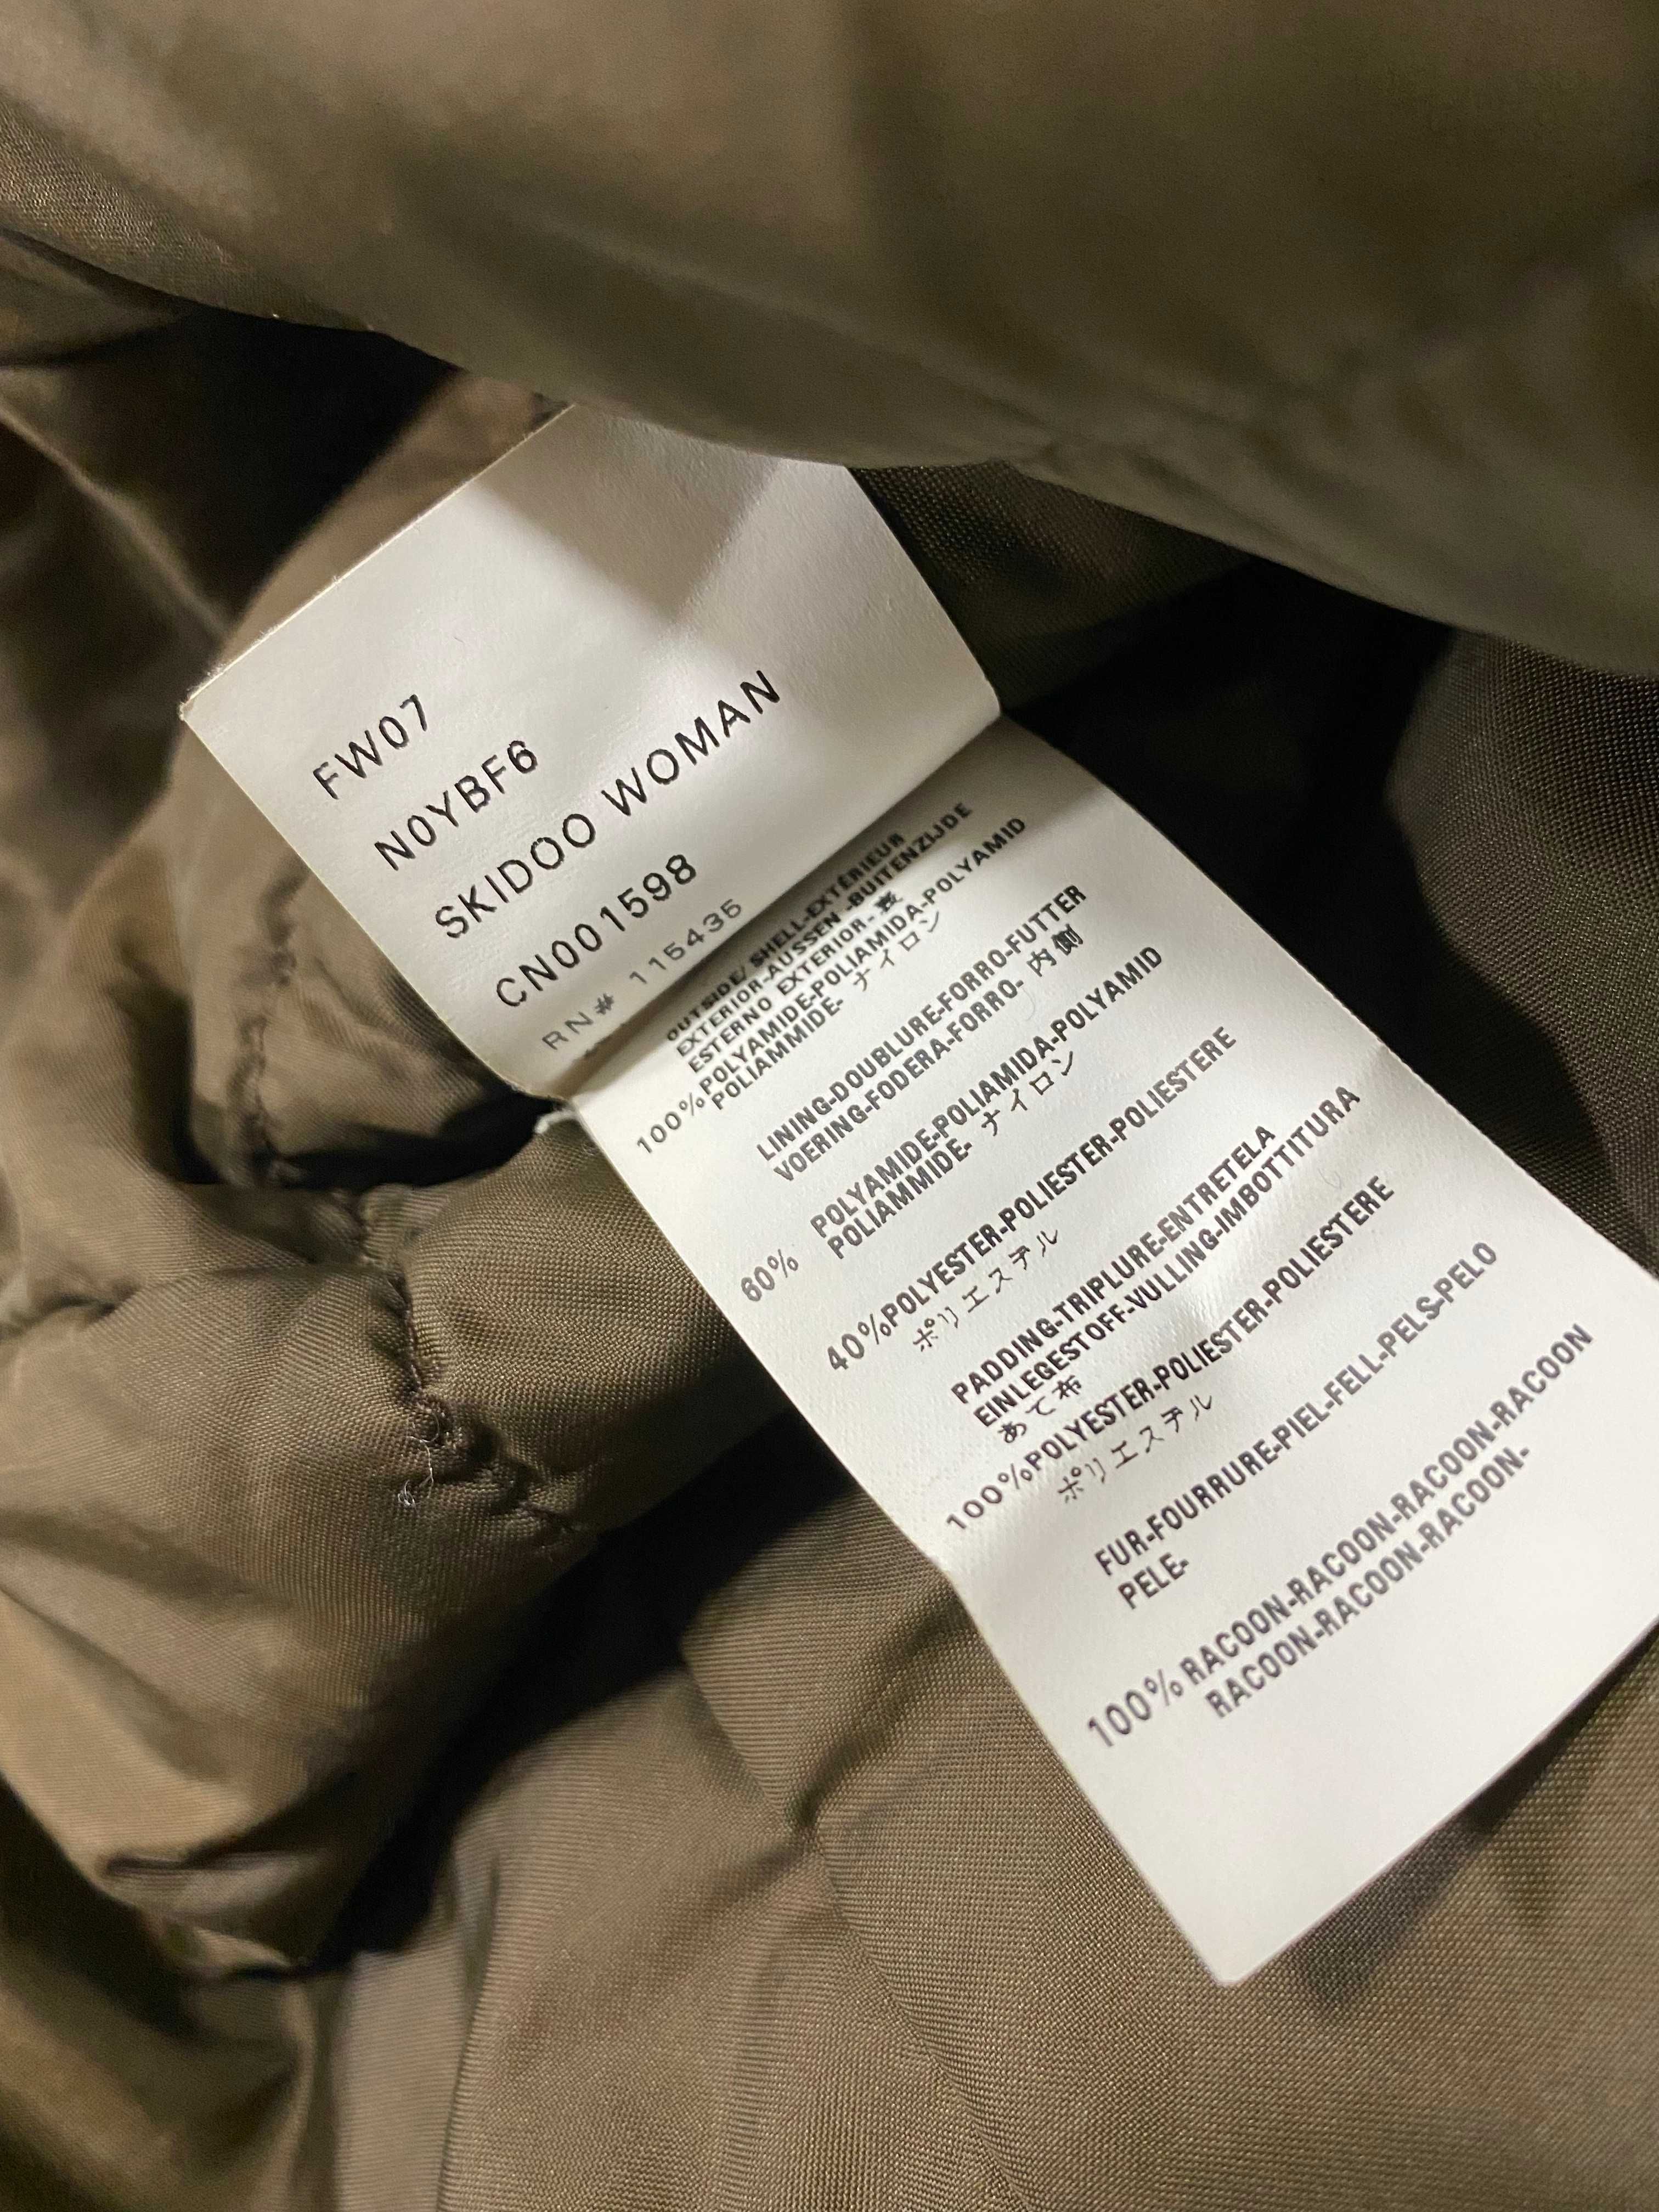 FW07
N0YBF6
SKIDOO WOMAN
CN001598
RN# 115435
OUTSIDE/ SHELL-EXTÉRIEUR
EXTERIOR-AUSSEN -BUITENZIJDE
ESTERNO EXTERIOR- 表
100%POLYAMIDE-POLIAMIDA-POLYAMID
POLIAMMIDE- ナイロン
LINING-DOUBLURE-FORRO-FUTTER
VOERING-FODERA-FORRO- 内側
60% POLYAMIDE-POLIAMIDA-POLYAMID
POLIAMMIDE- ナイロン
40%POLYESTER-POLIESTER-POLIESTERE
ポリエステル
PADDING-TRIPLURE-ENTRETELA
EINLEGESTOFF-VULLING-IMBOTTITURA
あて布
100%POLYESTER-POLIESTER-POLIESTERE
ポリエステル
FUR-FOURRURE-PIEL-FELL-PELS-PELO
PELE-
100%RACOON-RACOON-RACOON-RACOON
RACOON-RACOON-RACOON-